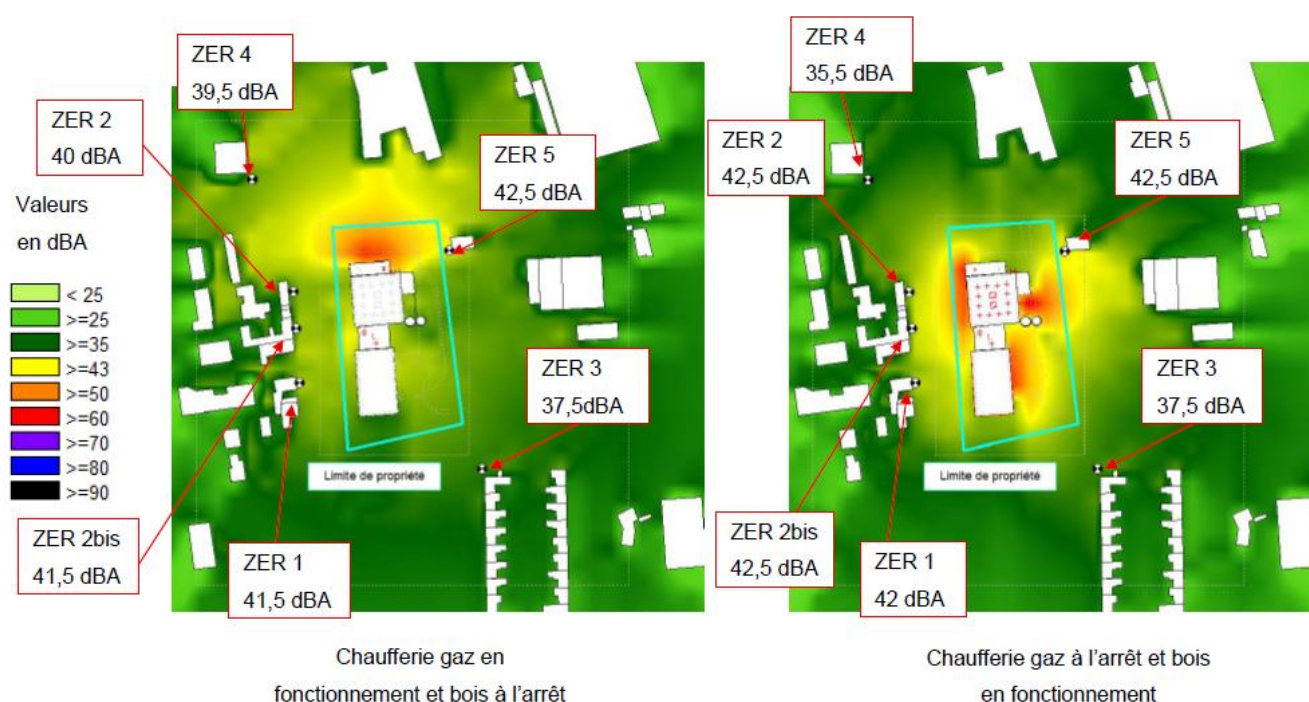 ZER 4
39,5 dBA
ZER 2
40 dBA
ZER 5
42,5 dBA
Valeurs
en dBA
< 25
>=25
>=35
>=43
>=50
>=60
>=70
>=80
>=90
ZER 3
37,5dBA
Limite de propriété
ZER 2bis
41,5 dBA
ZER 1
41,5 dBA
Chaufferie gaz en
fonctionnement et bois à l'arrêt
ZER 4
35,5 dBA
ZER 2
42,5 dBA
ZER 5
42,5 dBA
ZER 3
37,5 dBA
Limite de propriété
ZER 2bis
42,5 dBA
ZER 1
42 dBA
Chaufferie gaz à l'arrêt et bois
en fonctionnement